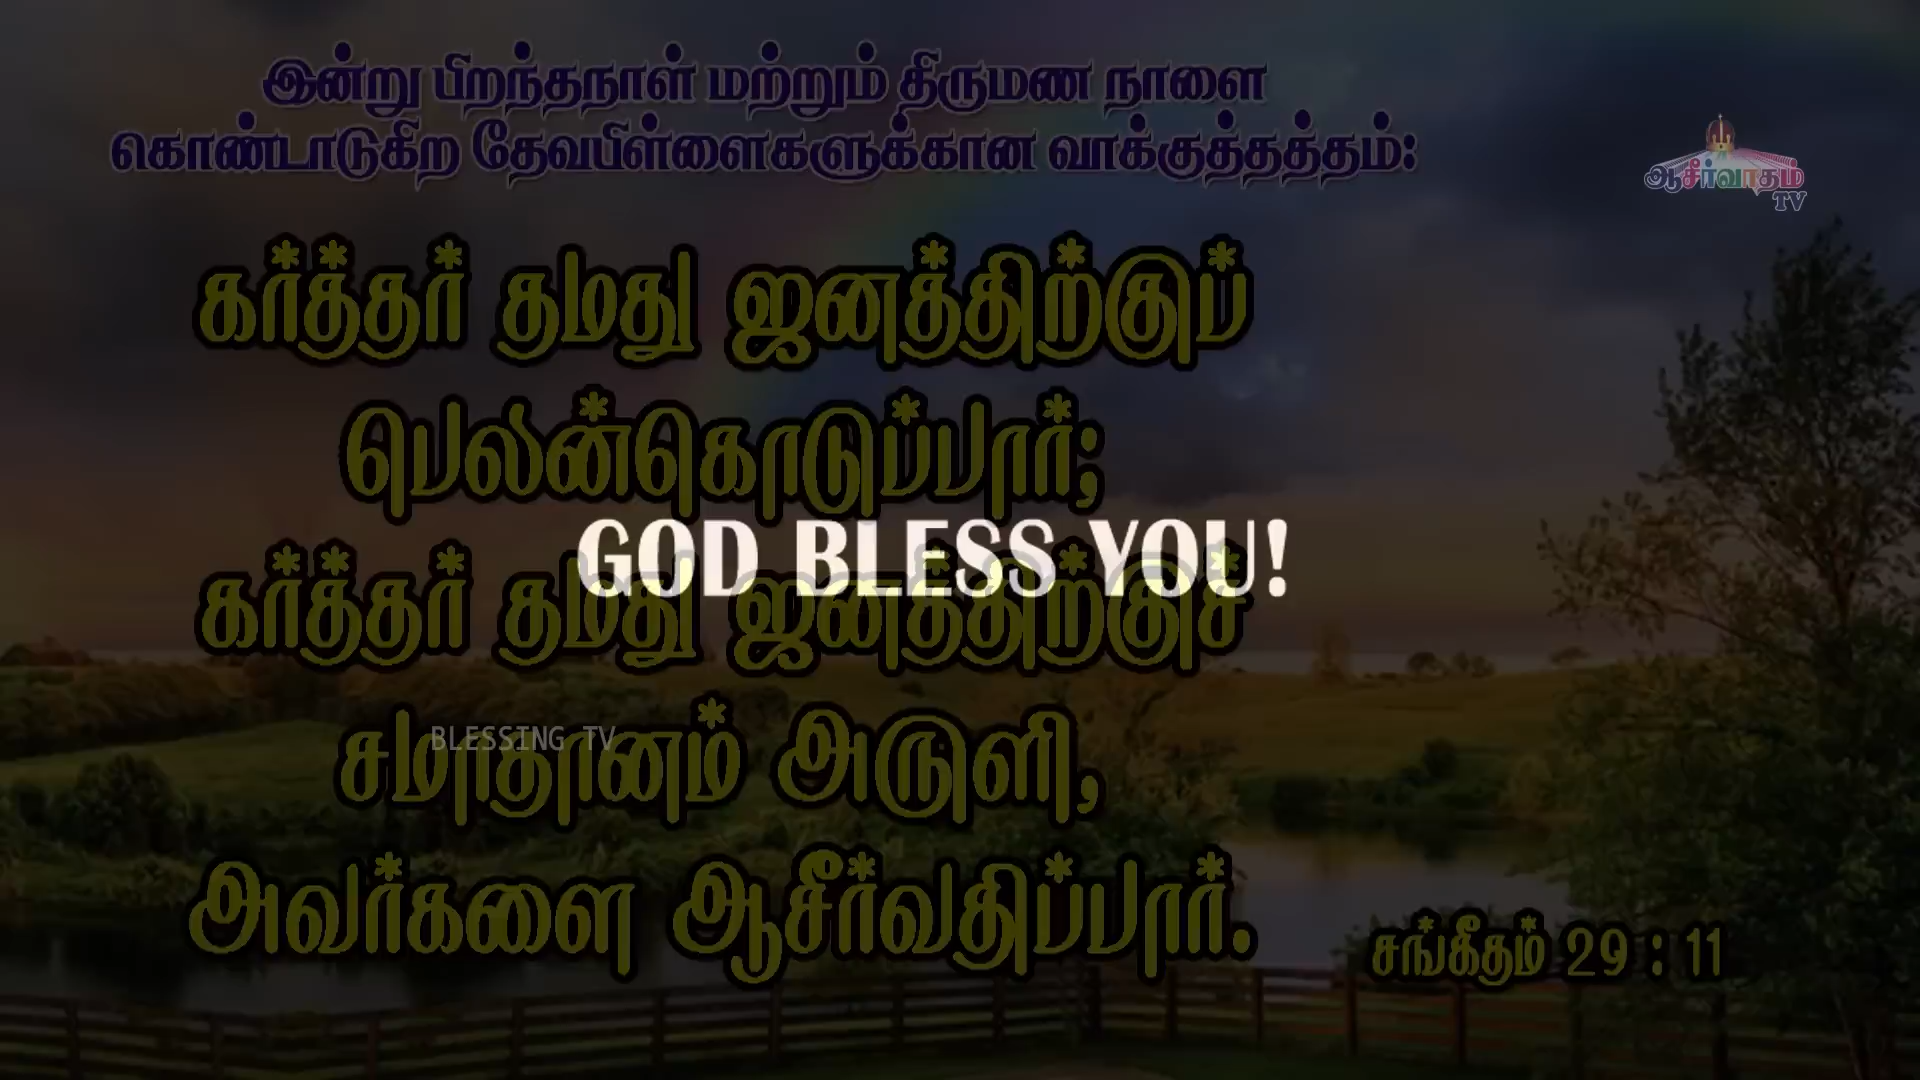 இன்று பிறந்தநாள் மற்றும் திருமண நாளை
கொண்டாடுகிற தேவபிள்ளைகளுக்கான வாக்குத்தத்தம்:
ஆசீர்வாதம்
TV
கர்த்தர் தமது ஜனத்திற்குப்
பெலன்கொடுப்பார்;
GOD BLESS YOU!
கர்த்தர் தமது ஜனத்திற்குச்
சமாதானம் அருளி,
BLESSING TV
அவர்களை ஆசீர்வதிப்பார்.
சங்கீதம் 29 : 11